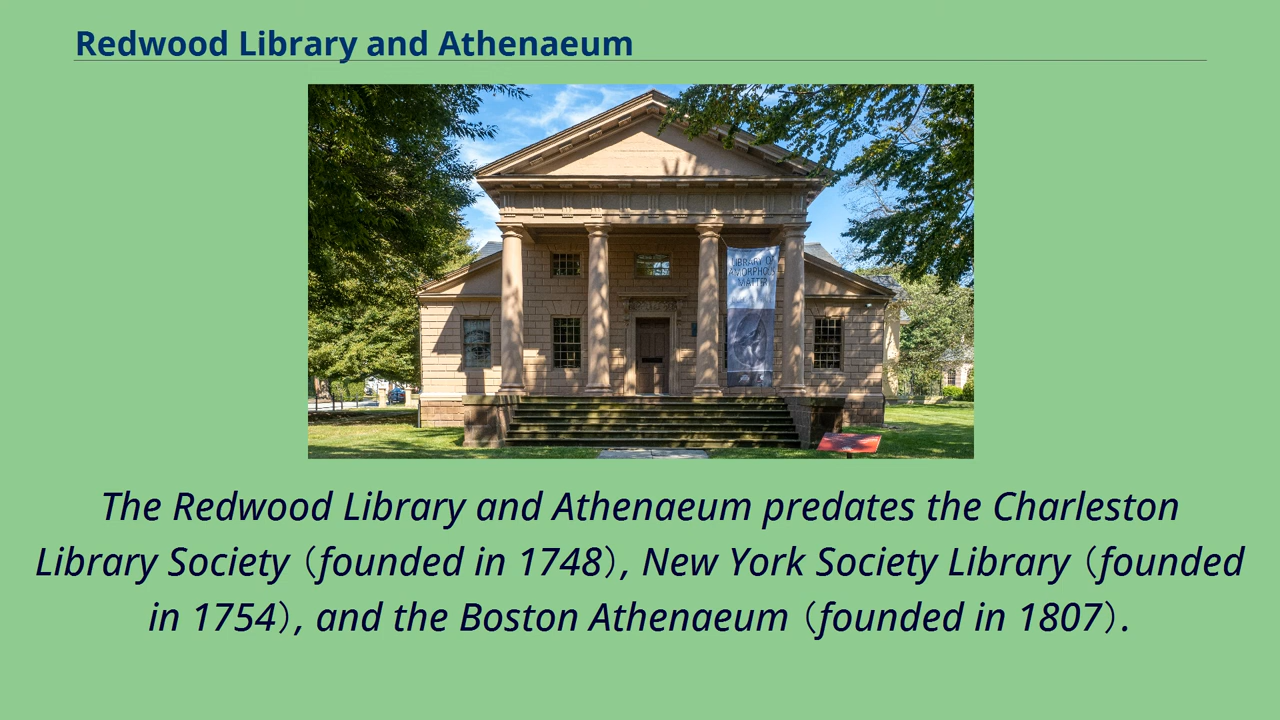 Redwood Library and Athenaeum
LIBRARY OF
AMORPHOUS
MATTER
The Redwood Library and Athenaeum predates the Charleston
Library Society (founded in 1748), New York Society Library (founded
in 1754), and the Boston Athenaeum (founded in 1807).